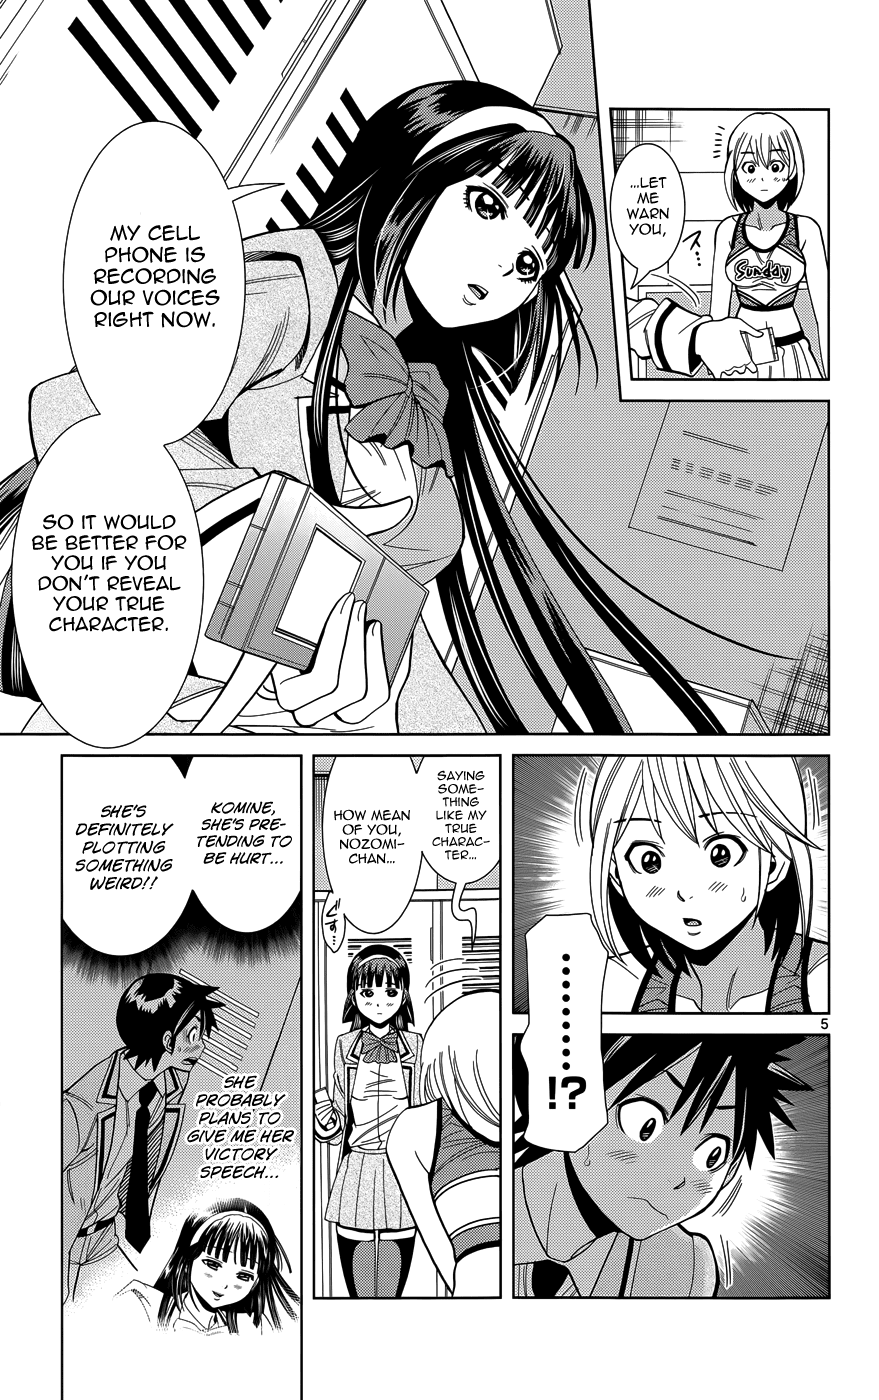 ...LET
ME
WARN
YOU,
ス...
Sunday
MY CELL
PHONE IS
RECORDING
OUR VOICES
RIGHT NOW.
SO IT WOULD
BE BETTER FOR
YOU IF YOU
DON'T REVEAL
YOUR TRUE
CHARACTER.
..........!?
5
SAYING
SOME-
THING
LIKE MY
TRUE
CHARAC-
TER...
HOW MEAN
OF YOU,
NOZOMI-
CHAN...
ぐす...
KOMINE,
SHE'S PRE-
TENDING TO
BE HURT...
SHE'S
DEFINITELY
PLOTTING
SOMETHING
WEIRD!!
SHE
PROBABLY
PLANS TO
GIVE ME HER
VICTORY
SPEECH...